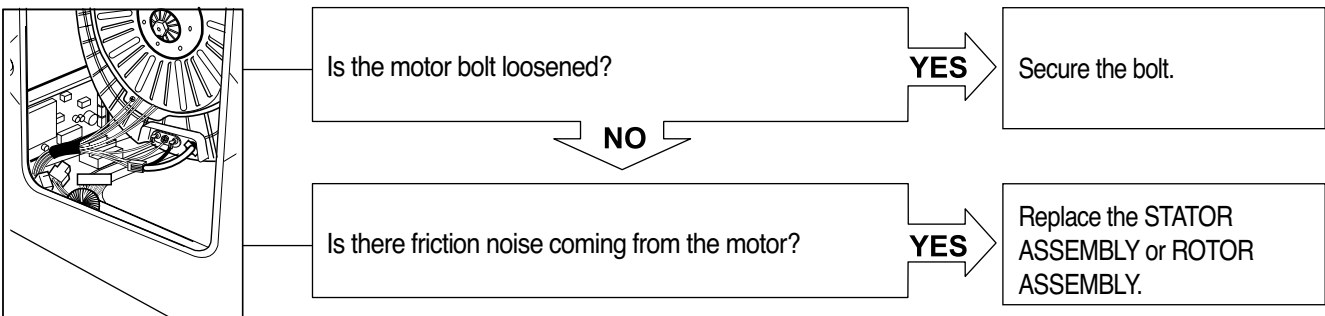 Is the motor bolt loosened?
YES
Secure the bolt.
NO
Is there friction noise coming from the motor?
YES
Replace the STATOR
ASSEMBLY or ROTOR
ASSEMBLY.